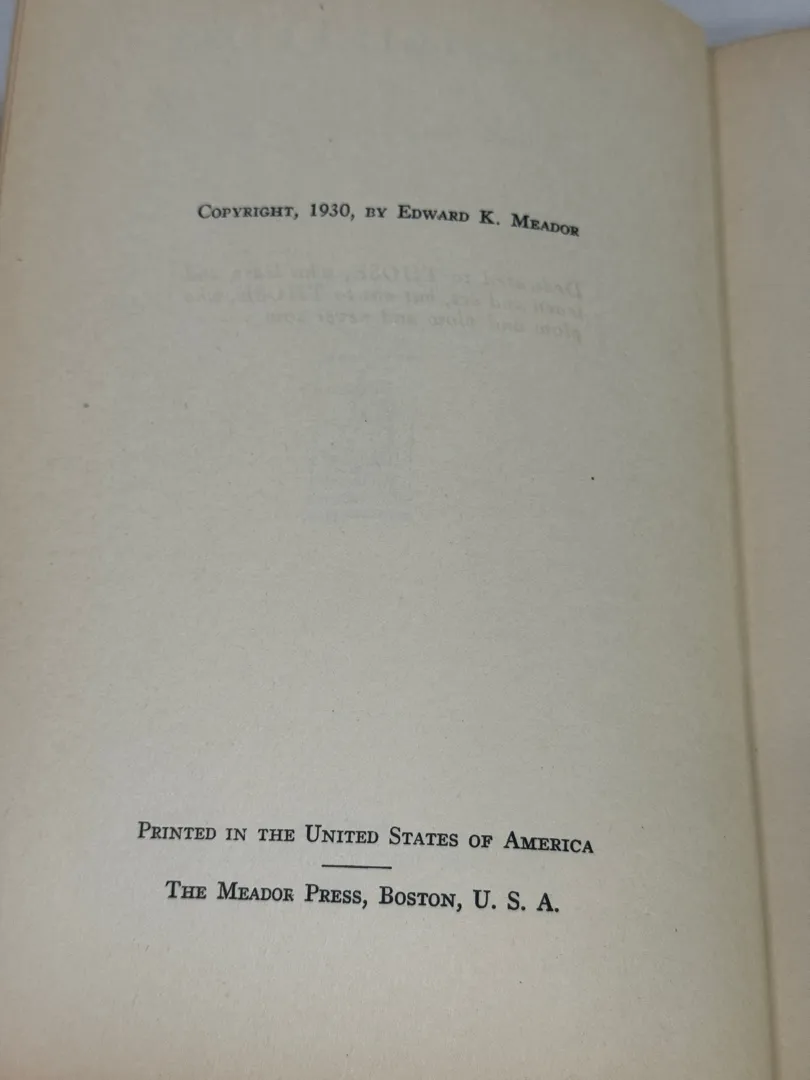 COPYRIGHT, 1930, BY EDWARD K. MEADOR
PRINTED IN THE UNITED STATES OF AMERICA
THE MEADOR PRESS, BOSTON, U. S. A.